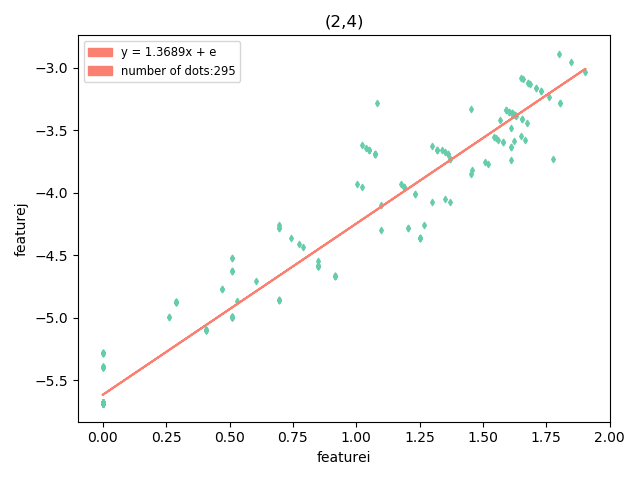 (2,4)
y = 1.3689x + e
number of dots:295
−3.0
−3.5
−4.0
−4.5
−5.0
−5.5
featurej
0.00 0.25 0.50 0.75 1.00 1.25 1.50 1.75 2.00
featurei